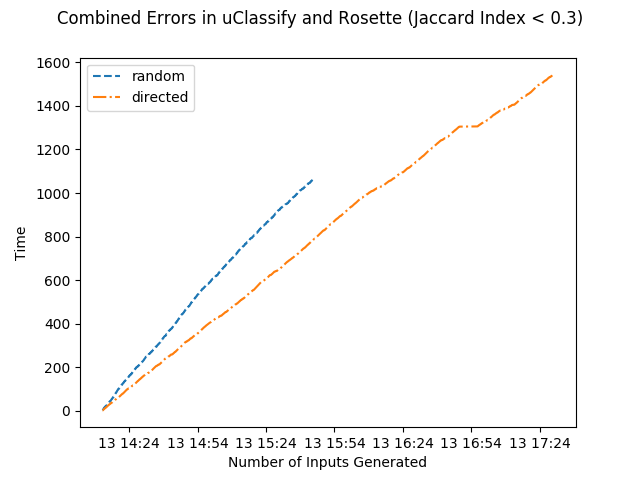 Combined Errors in uClassify and Rosette (Jaccard Index < 0.3)
random
directed
1600
1400
1200
1000
800
600
400
200
0
Time
13 14:24 13 14:54 13 15:24 13 15:54 13 16:24 13 16:54 13 17:24
Number of Inputs Generated